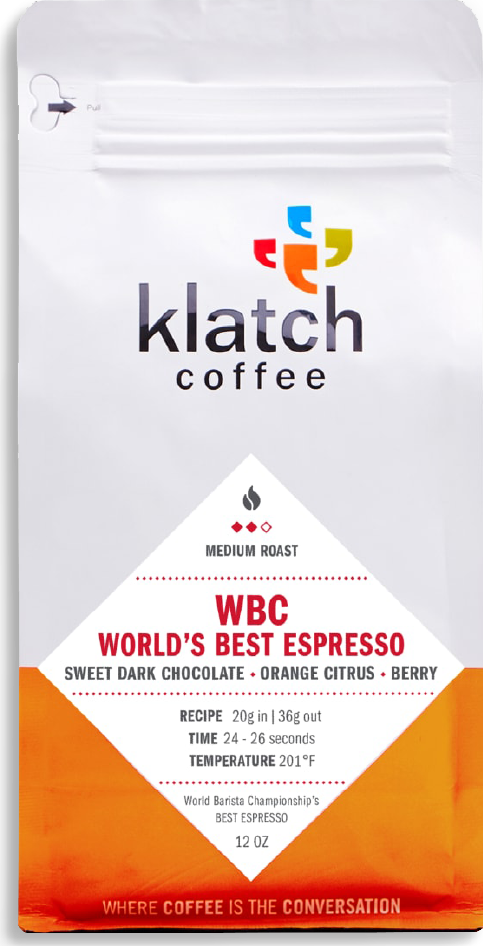 Pull
klatch
coffee
MEDIUM ROAST
WBC
WORLD'S BEST ESPRESSO
SWEET DARK CHOCOLATE • ORANGE CITRUS • BERRY
RECIPE 20g in | 36g out
TIME 24 - 26 seconds
TEMPERATURE 201°F
World Barista Championship's
BEST ESPRESSO
12 OZ
WHERE COFFEE IS THE CONVERSATION